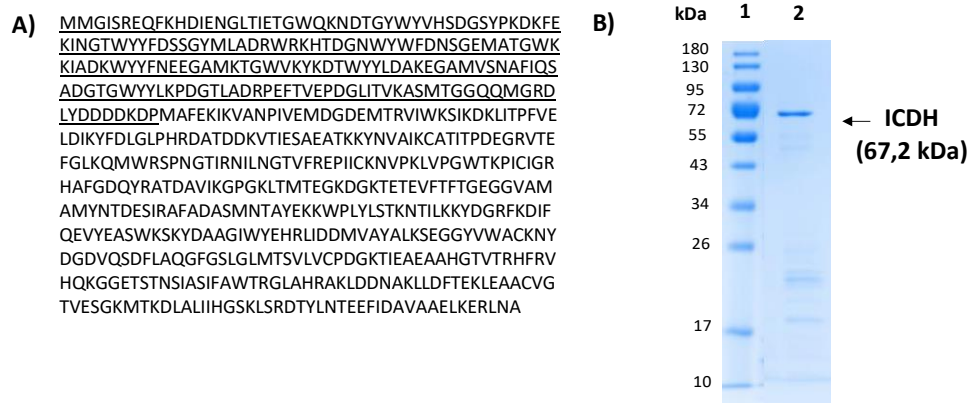 A)
MMGISREQFKHDIENGLTIETGWQKNDTGYWYVHSDGSYPKDKFE
KINGTWYYFDSSGYMLADRWRKHTDGNWYWFDNSGEMATGWK
KIADKWYYFNEEGAMKTGWVKYKDTWYYLDAKEGAMVSNAFIQS
ADGTGWYYLKPDGTLADRPEFTVEPDGLITVKASMTGGQQMGRD
LYDDDDKDPMAFEKIKVANPIVEMDGDEMTRVIWKSIKDKLITPFVE
LDIKYFDLGLPHRDATDDKVTIESAEATKKYNVAIKCATITPDEGRVTE
FGLKQMWRSPNGTIRNILNGTVFREPIICKNVPKLVPGWTKPICIGR
HAFGDQYRATDAVIKGPGKLTMTEGKDGKTETEVFTFTGEGGVAM
AMYNTDESIRAFADASMNTAYEKKWPLYLSTKNTILKKYDGRFKDIF
QEVYEASWKSKYDAAGIWYEHRLIDDMVAYALKSEGGYVWACKNY
DGDVQSDFLAQGFGSLGLMTSVLVCPDGKTIEAEAAHGTVTRHFRV
HQKGGETSTNSIASIFAWTRGLAHRAKLDDNAKLLDFTEKLEAACVG
TVESGKMTKDLALIIHGSKLSRDTYLNTEEFIDAVAAELKERLNA
B)
kDa 1 2
180
130
95
72
55
43
34
26
17
10
ICDH
(67,2 kDa)